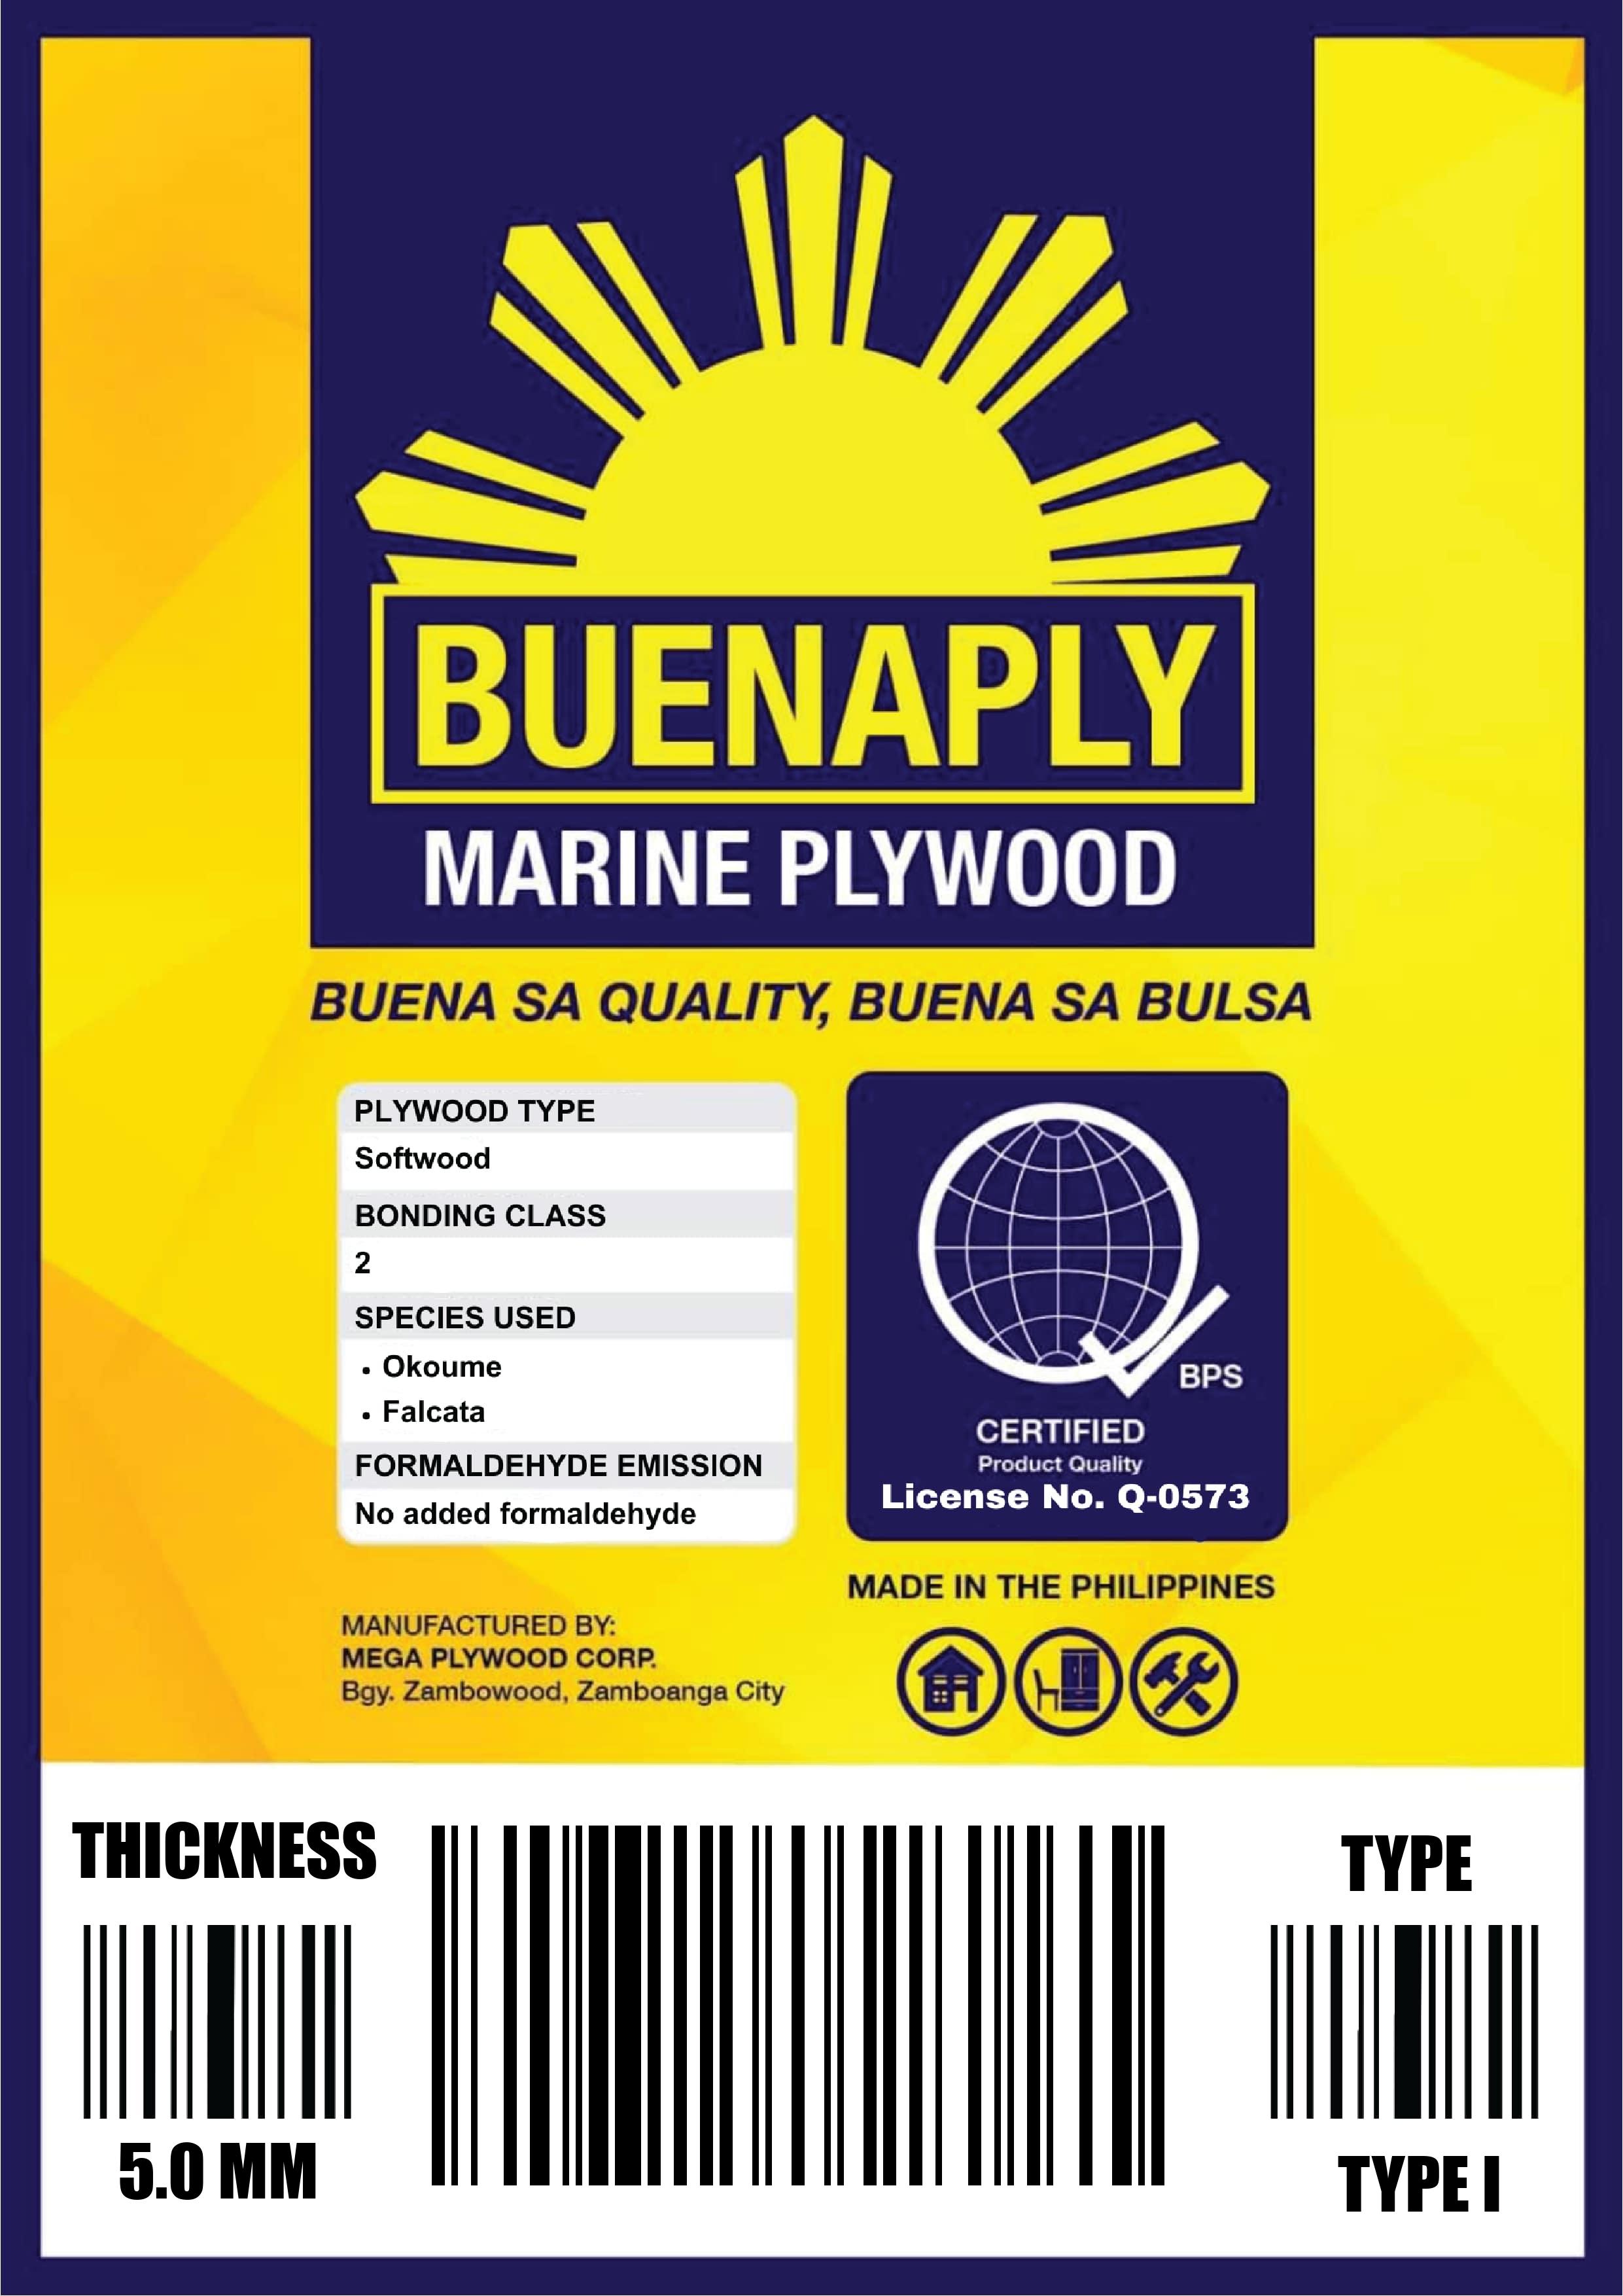 BUENAPLY
MARINE PLYWOOD
BUENA SA QUALITY, BUENA SA BULSA
PLYWOOD TYPE
Softwood
BONDING CLASS
2
SPECIES USED
• Okoume
• Falcata
FORMALDEHYDE EMISSION
No added formaldehyde
BPS
CERTIFIED
Product Quality
License No. Q-0573
MADE IN THE PHILIPPINES
MANUFACTURED BY:
MEGA PLYWOOD CORP.
Bgy. Zambowood, Zamboanga City
THICKNESS
5.0 MM
TYPE
TYPE I